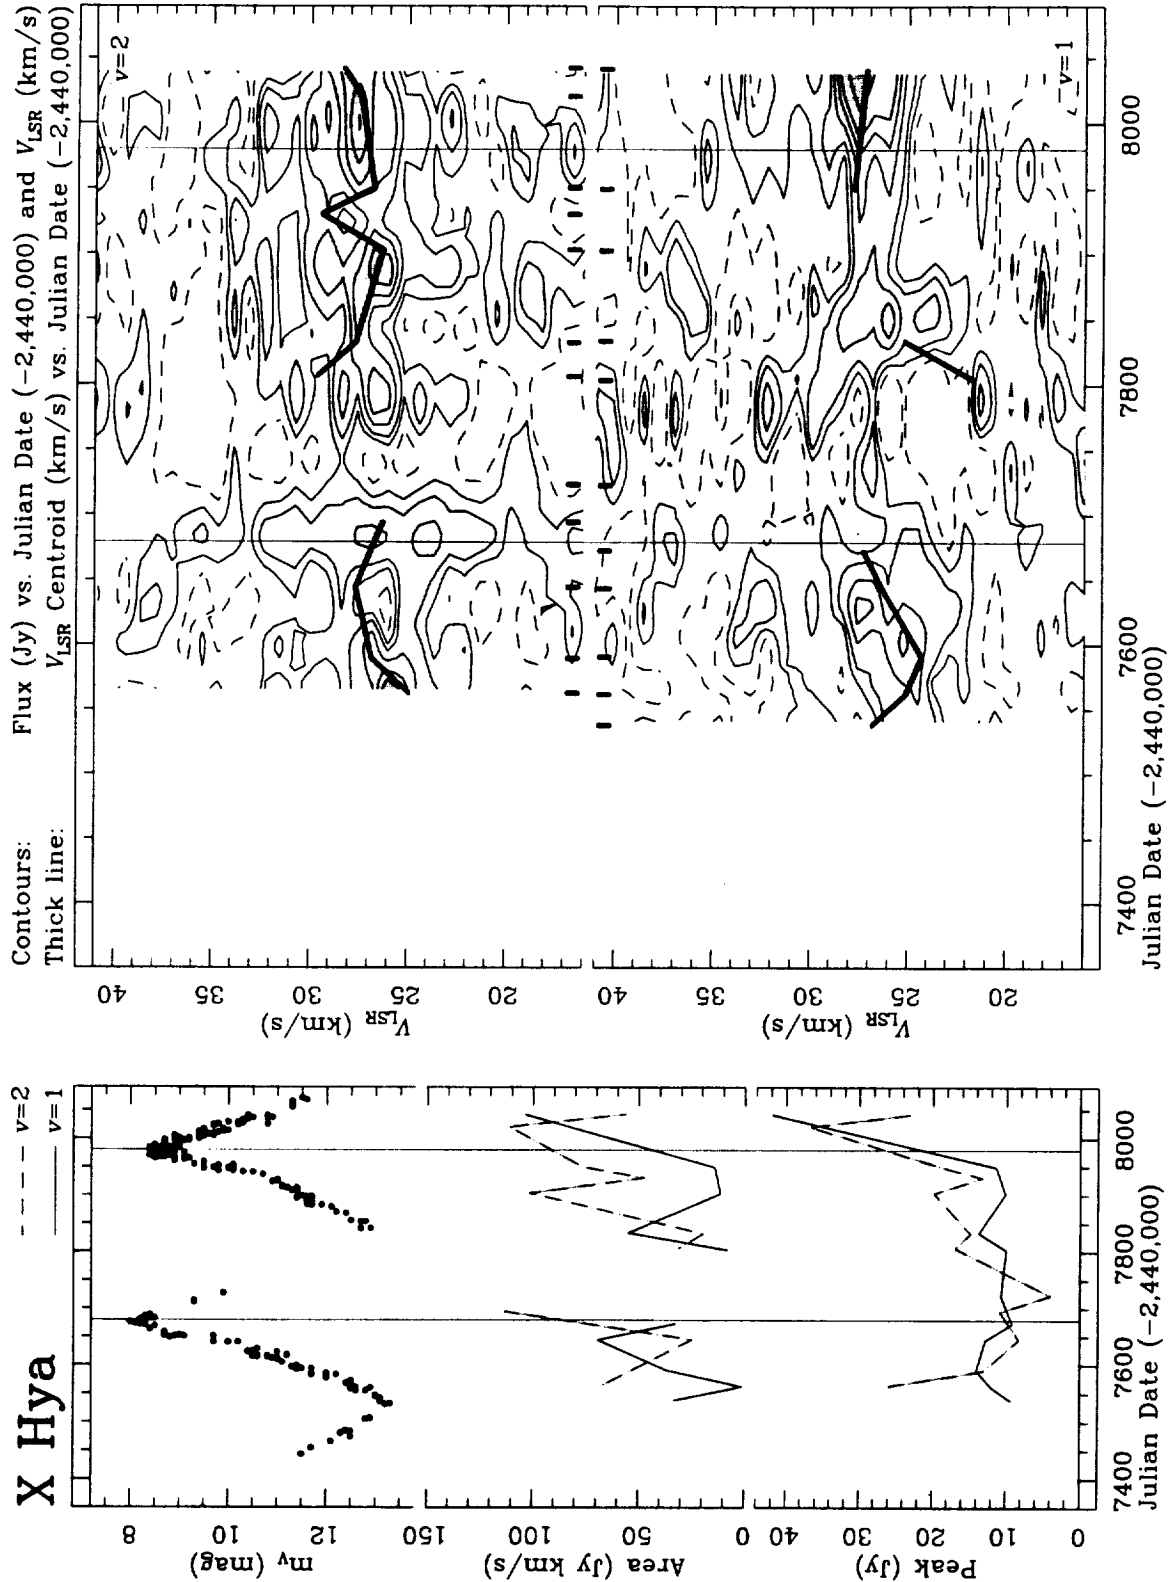 X Hya
- - - v=2
—— v=1
8
10
12
m_v (mag)
150
100
50
0
Area (Jy km/s)
40
30
20
10
0
Peak (Jy)
7400
7600
7800
8000
Julian Date (−2,440,000)
Contours: Flux (Jy) vs. Julian Date (−2,440,000) and V_LSR (km/s)
Thick line: V_LSR Centroid (km/s) vs. Julian Date (−2,440,000)
v=2
40
35
30
25
20
V_LSR (km/s)
v=1
40
35
30
25
20
V_LSR (km/s)
7400
7600
7800
8000
Julian Date (−2,440,000)